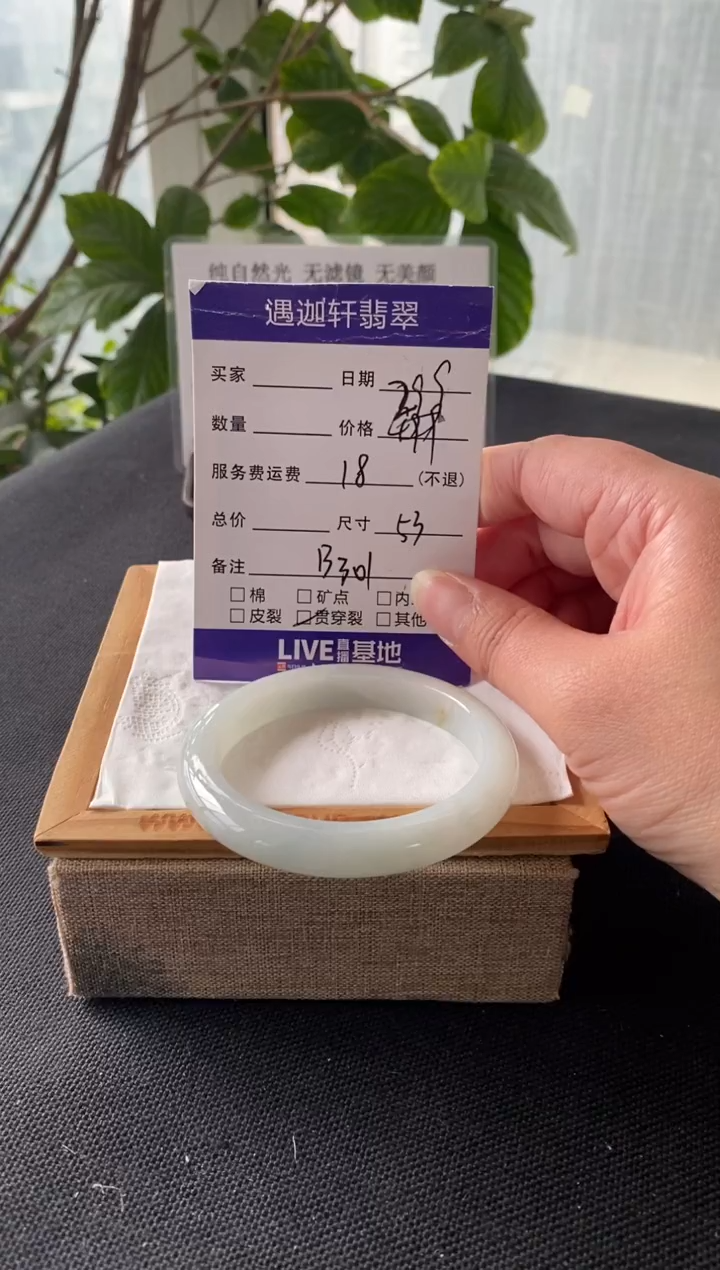 纯自然光 无滤镜 无美颜
遇迦轩翡翠
买家 日期
数量 价格
服务费运费 18 (不退)
总价 尺寸 53
备注 B301
□棉 □矿点 □内
□皮裂 □贯穿裂 □其他
LIVE直播基地